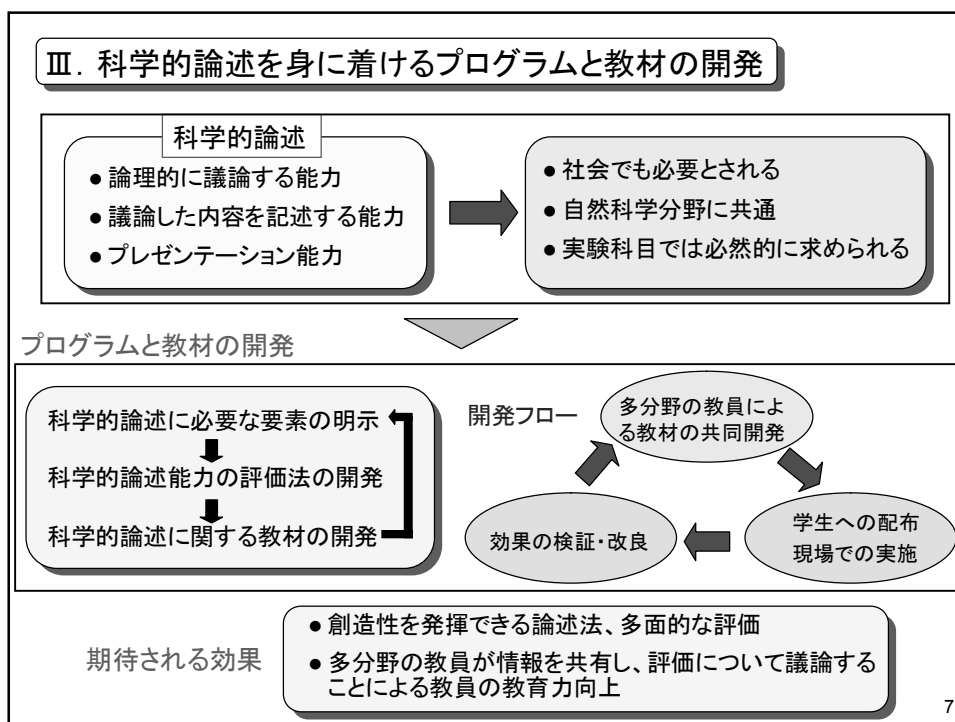 Ⅲ．科学的論述を身に着けるプログラムと教材の開発
科学的論述
● 論理的に議論する能力
● 議論した内容を記述する能力
● プレゼンテーション能力
● 社会でも必要とされる
● 自然科学分野に共通
● 実験科目では必然的に求められる
プログラムと教材の開発
科学的論述に必要な要素の明示
科学的論述能力の評価法の開発
科学的論述に関する教材の開発
開発フロー
多分野の教員によ
る教材の共同開発
学生への配布
現場での実施
効果の検証・改良
期待される効果
● 創造性を発揮できる論述法、多面的な評価
● 多分野の教員が情報を共有し、評価について議論する
ことによる教員の教育力向上
7